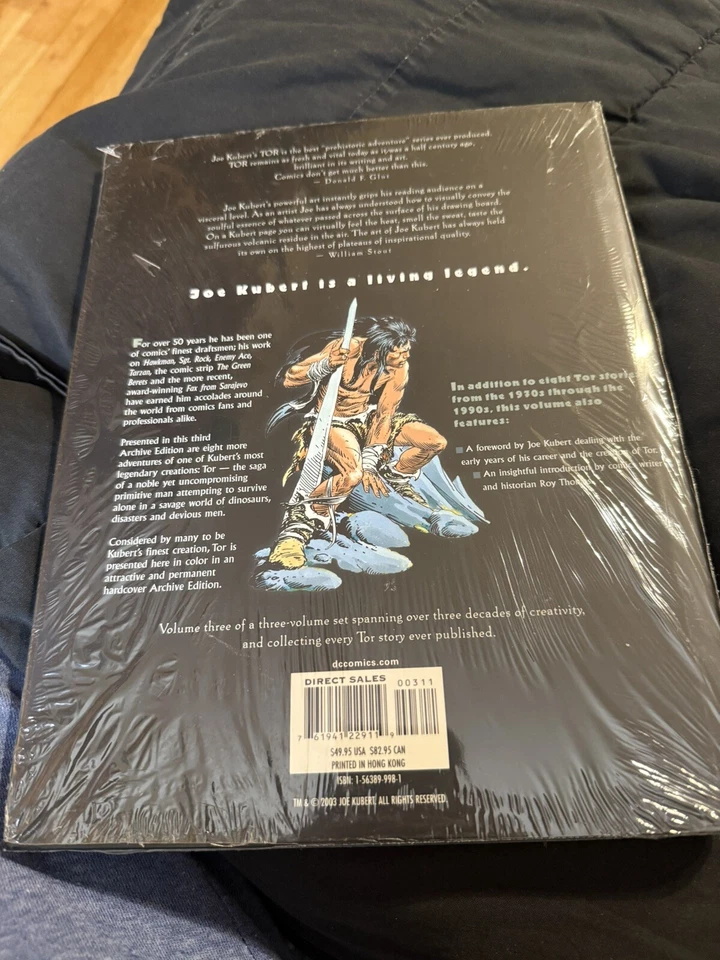 Joe Kubert's TOR is the best "prehistoric adventure" series ever produced.
TOR remains as fresh and vital today as it was a half century ago,
brilliant in its writing and art.
Comics don't get much better than this.
— Donald F. Glut
Joe Kubert's powerful art instantly grips his reading audience on a
visceral level. As an artist Joe has always understood how to visually convey the
soulful essence of whatever passed across the surface of his drawing board.
On a Kubert page you can virtually feel the heat, smell the sweat, taste the
sulfurous volcanic residue in the air. The art of Joe Kubert has always held
its own on the highest of plateaus of inspirational quality.
— William Stout
Joe Kubert is a living legend.
For over 50 years he has been one
of comics' finest draftsmen; his work
on Hawkman, Sgt. Rock, Enemy Ace,
Tarzan, the comic strip The Green
Berets and the more recent,
award-winning Fax from Sarajevo
have earned him accolades around
the world from comics fans and
professionals alike.
Presented in this third
Archive Edition are eight more
adventures of one of Kubert's most
legendary creations: Tor — the saga
of a noble yet uncompromising
primitive man attempting to survive
alone in a savage world of dinosaurs,
disasters and devious men.
Considered by many to be
Kubert's finest creation, Tor is
presented here in color in an
attractive and permanent
hardcover Archive Edition.
In addition to eight Tor stories
from the 1930s through the
1990s, this volume also
features:
A foreword by Joe Kubert dealing with the
early years of his career and the creation of Tor.
An insightful introduction by comic writer
and historian Roy Thomas
Volume three of a three-volume set spanning over three decades of creativity,
and collecting every Tor story ever published.
dccomics.com
DIRECT SALES
00311
7 61941 22911 9
$49.95 USA $82.95 CAN
PRINTED IN HONG KONG
ISBN: 1-56389-998-1
TM & © 2003 JOE KUBERT. ALL RIGHTS RESERVED.